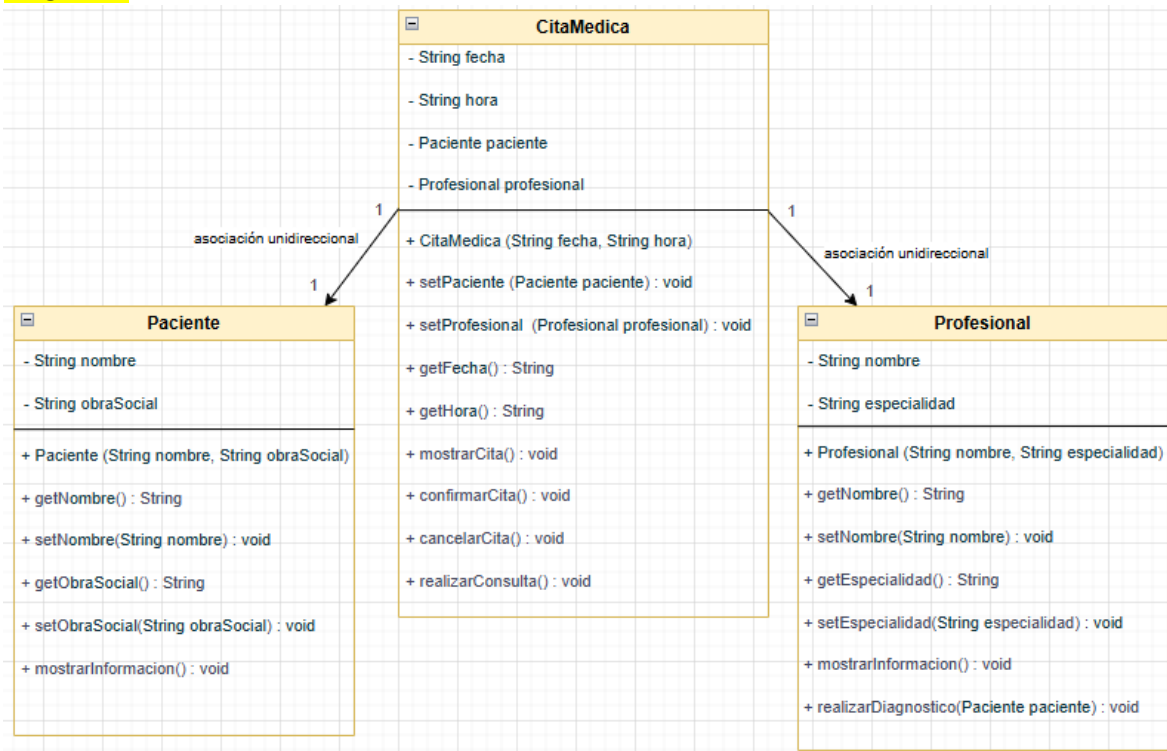 CitaMedica
- String fecha
- String hora
- Paciente paciente
- Profesional profesional
1
1
asociación unidireccional
asociación unidireccional
1
1
+ CitaMedica (String fecha, String hora)
+ setPaciente (Paciente paciente) : void
+ setProfesional (Profesional profesional) : void
+ getFecha() : String
+ getHora() : String
+ mostrarCita() : void
+ confirmarCita() : void
+ cancelarCita() : void
+ realizarConsulta() : void
Paciente
- String nombre
- String obraSocial
+ Paciente (String nombre, String obraSocial)
+ getNombre() : String
+ setNombre(String nombre) : void
+ getObraSocial() : String
+ setObraSocial(String obraSocial) : void
+ mostrarInformacion() : void
Profesional
- String nombre
- String especialidad
+ Profesional (String nombre, String especialidad)
+ getNombre() : String
+ setNombre(String nombre) : void
+ getEspecialidad() : String
+ setEspecialidad(String especialidad) : void
+ mostrarInformacion() : void
+ realizarDiagnostico(Paciente paciente) : void